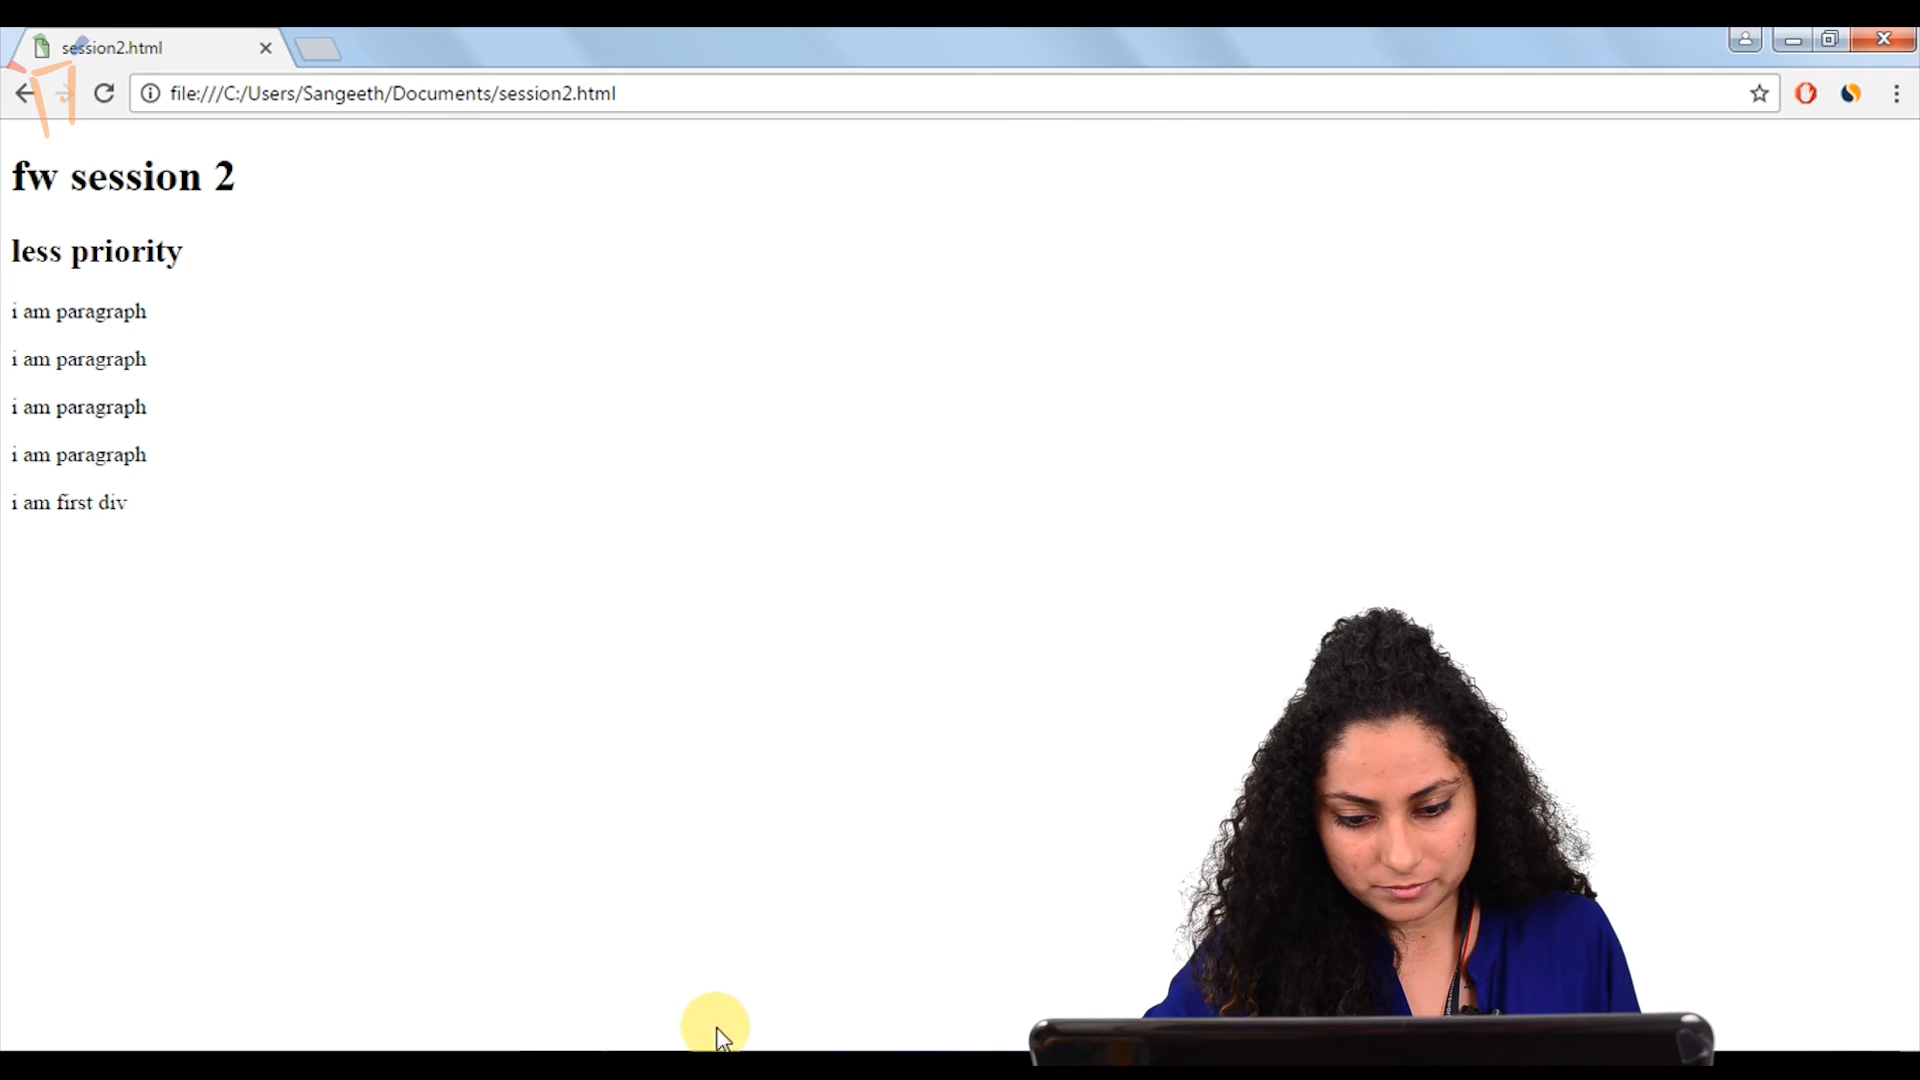 session2.html
file:///C:/Users/Sangeeth/Documents/session2.html
fw session 2
less priority
i am paragraph
i am paragraph
i am paragraph
i am paragraph
i am first div